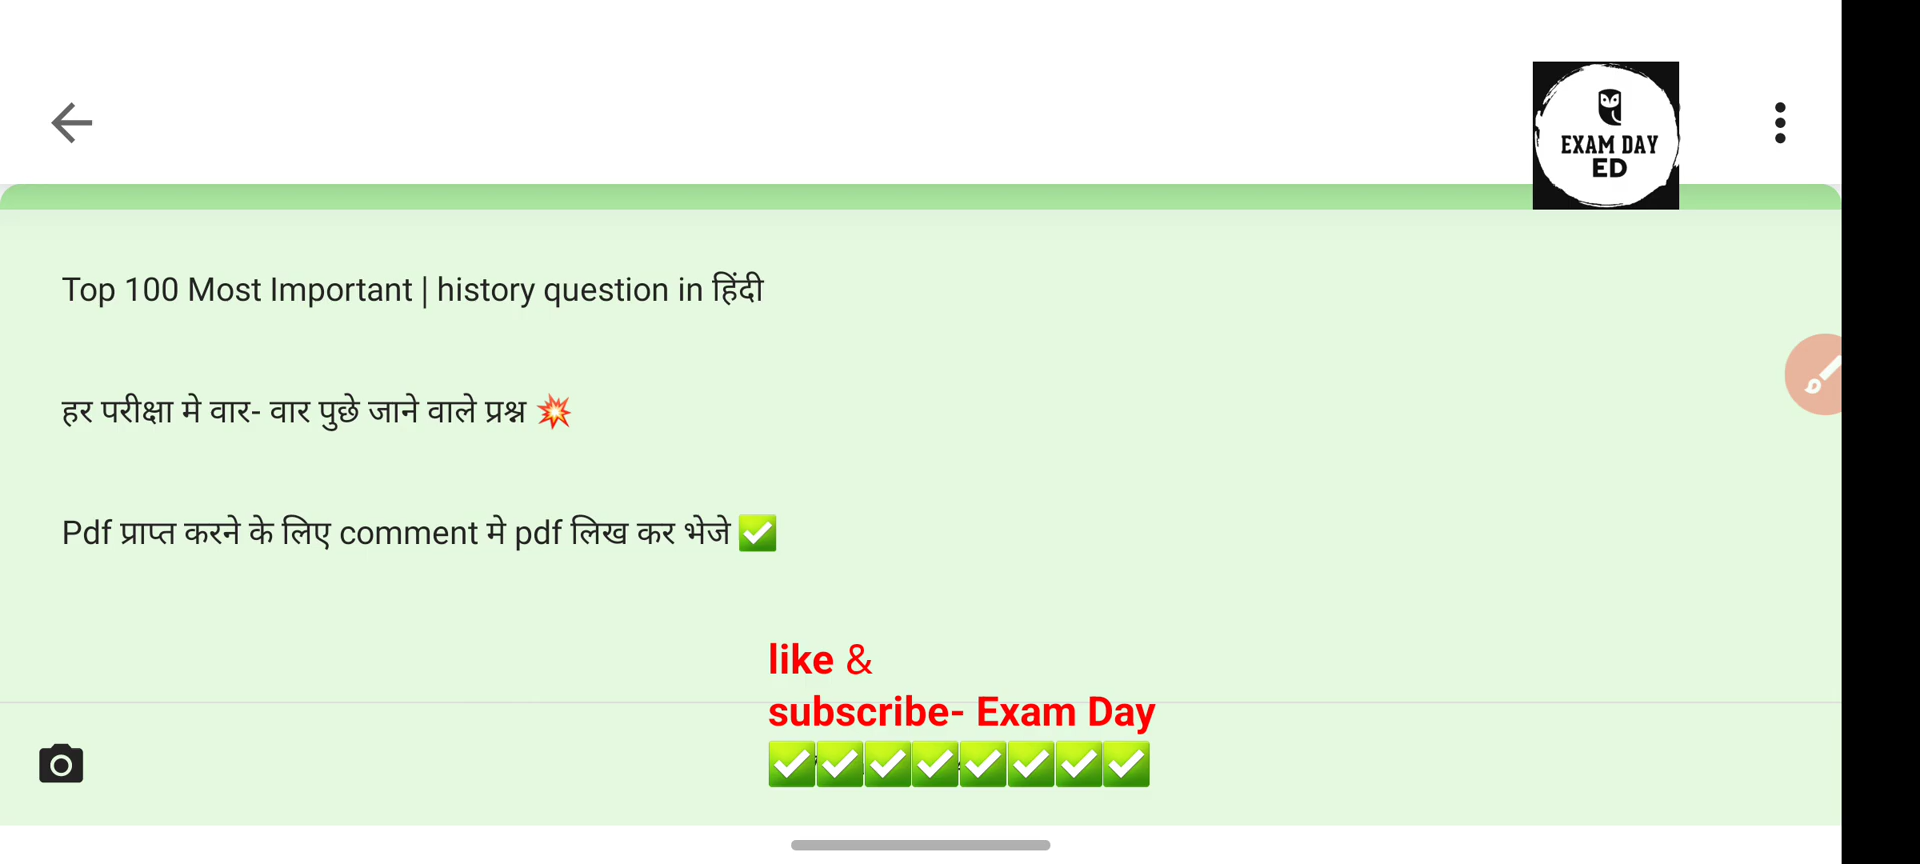 EXAM DAY
ED
Top 100 Most Important | history question in हिंदी
हर परीक्षा मे वार- वार पुछे जाने वाले प्रश्न 💥
Pdf प्राप्त करने के लिए comment मे pdf लिख कर भेजे ✅
like &
subscribe- Exam Day
✅✅✅✅✅✅✅✅